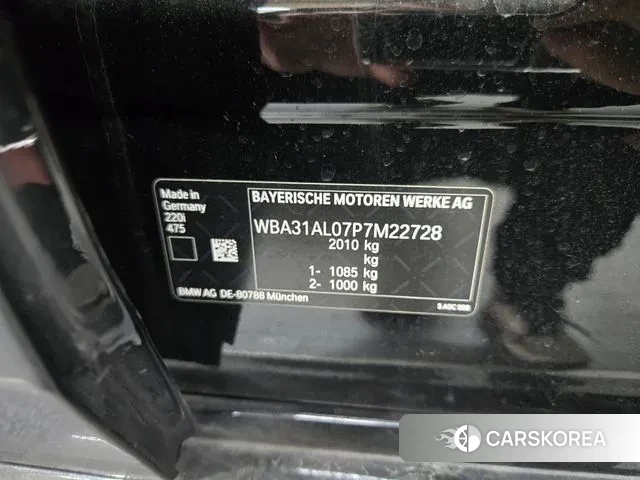 Made in
Germany
220i
475
BAYERISCHE MOTOREN WERKE AG
WBA31AL07P7M22728
2010 kg
kg
1- 1085 kg
2- 1000 kg
BMW AG DE-80788 München
CARSKOREA